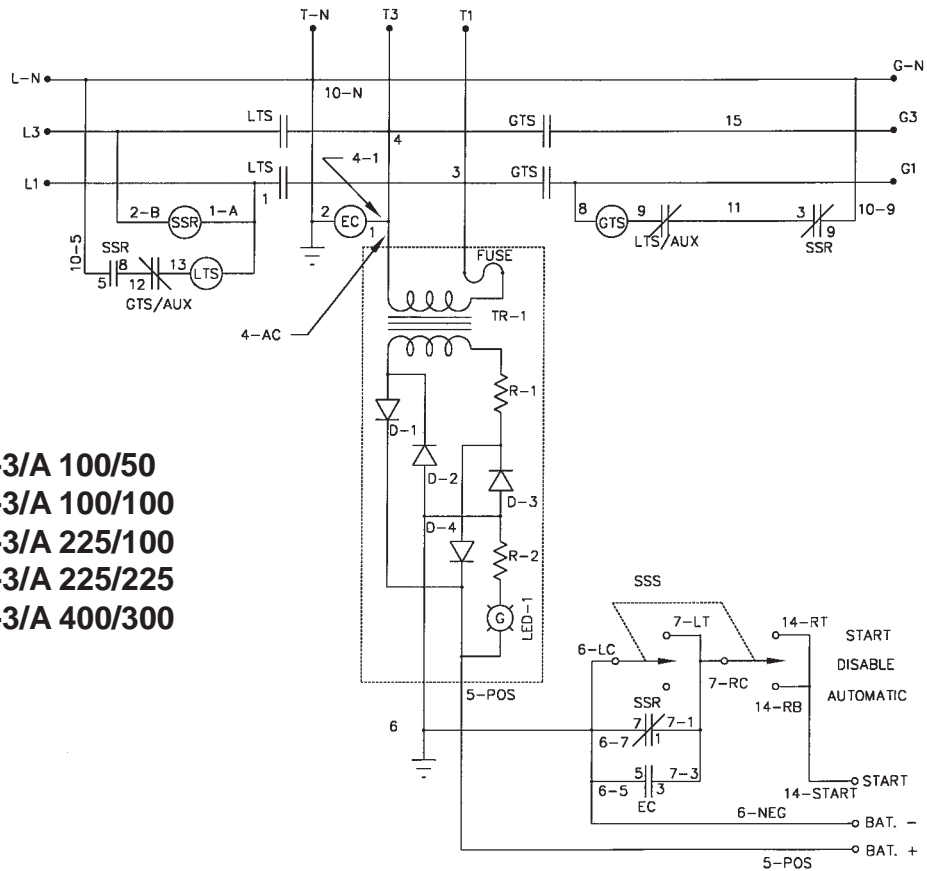 T-N T3 T1
L-N G-N
10-N
LTS GTS 15 G3
L3 4
4-1
LTS GTS G1
L1 1 3
2-B SSR 1-A 2 EC 1 8 GTS 9 11 3 10-9
LTS/AUX SSR 9
10-5 SSR
5 8 12 13 LTS
GTS/AUX
FUSE
4-AC TR-1
R-1
D-1
D-2
D-3
D-4
R-2
G LED-1
-3/A 100/50
-3/A 100/100
-3/A 225/100
-3/A 225/225
-3/A 400/300
SSS
7-LT 14-RT START
6-LC DISABLE
7-RC AUTOMATIC
14-RB
5-POS
SSR
6 7 7-1
6-7 1
5 7-3
6-5 3
EC
START
14-START
6-NEG
BAT. -
BAT. +
5-POS